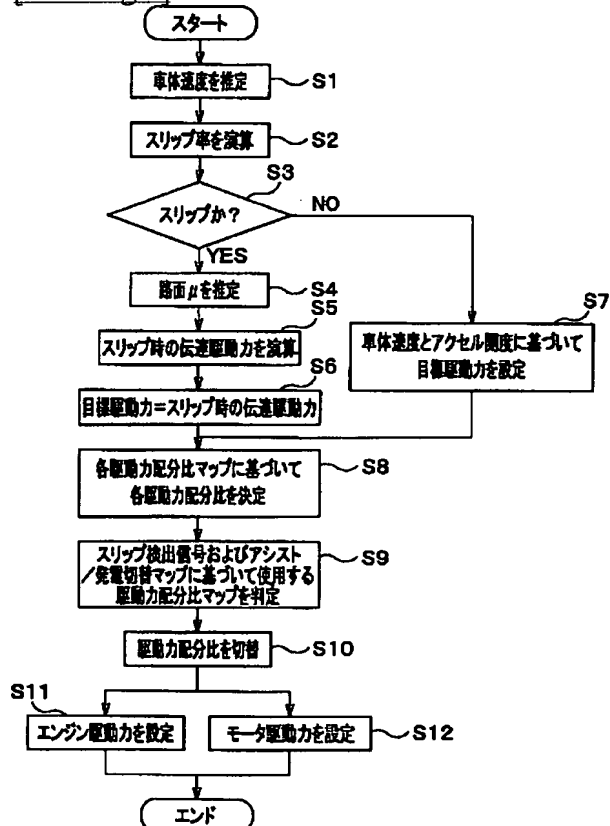 スタート
車体速度を推定
S1
スリップ率を演算
S2
S3
スリップか?
NO
YES
路面μを推定
S4
S5
スリップ時の伝達駆動力を演算
S7
車体速度とアクセル開度に基づいて
目標駆動力を設定
S6
目標駆動力=スリップ時の伝達駆動力
各駆動力配分比マップに基づいて
各駆動力配分比を決定
S8
スリップ検出信号およびアシスト
/発電切替マップに基づいて使用する
駆動力配分比マップを判定
S9
駆動力配分比を切替
S10
S11
エンジン駆動力を設定
モータ駆動力を設定
S12
エンド